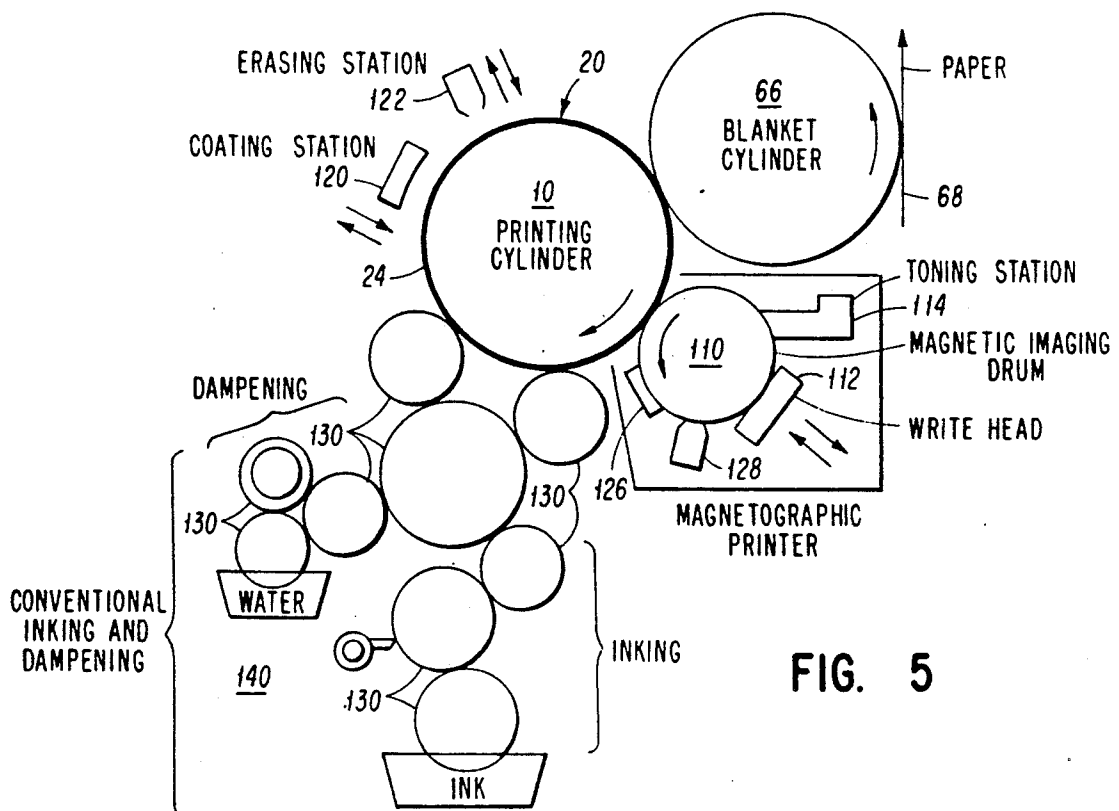 ERASING STATION
122
20
PAPER
66
BLANKET
CYLINDER
COATING STATION
120
10
PRINTING
CYLINDER
68
24
TONING STATION
114
110
MAGNETIC IMAGING
DRUM
112
DAMPENING
WRITE HEAD
130
128
126
130
130
MAGNETOGRAPHIC
PRINTER
WATER
CONVENTIONAL
INKING AND
DAMPENING
INKING
140
130
FIG. 5
INK